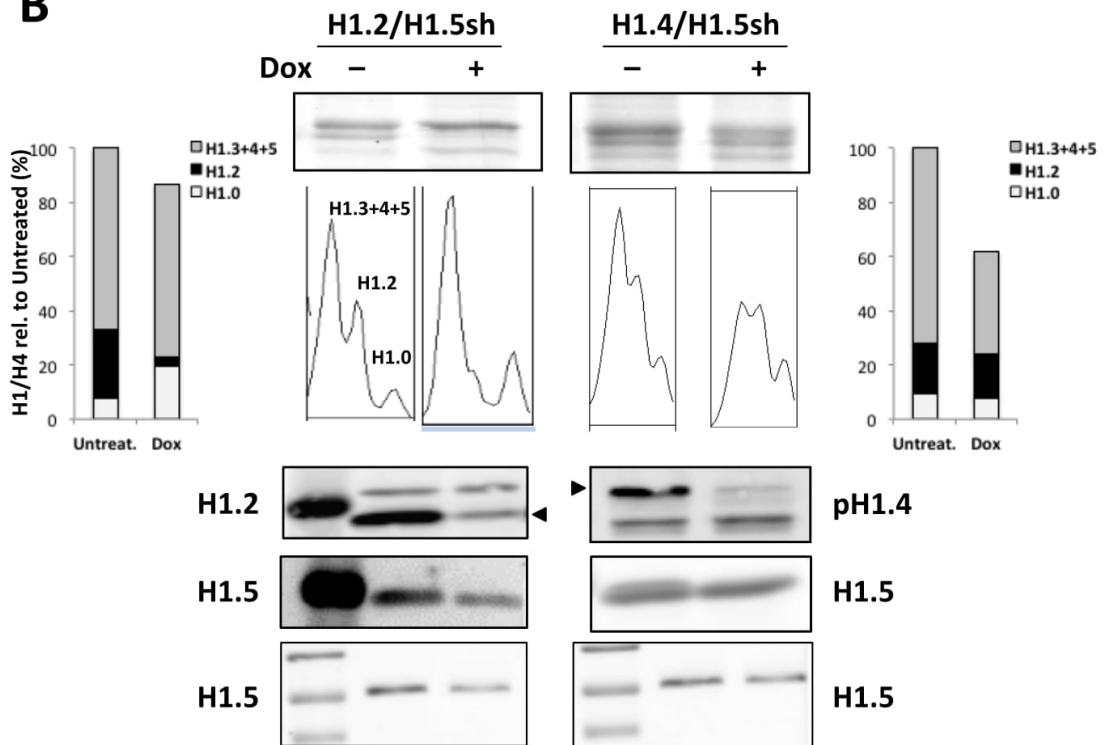 B
H1.2/H1.5sh
H1.4/H1.5sh
Dox – +
– +
H1/H4 rel. to Untreated (%)
100
80
60
40
20
0
Untreat. Dox
H1.3+4+5
H1.2
H1.0
H1.3+4+5
H1.2
H1.0
100
80
60
40
20
0
Untreat. Dox
H1.3+4+5
H1.2
H1.0
H1.2
pH1.4
H1.5
H1.5
H1.5
H1.5